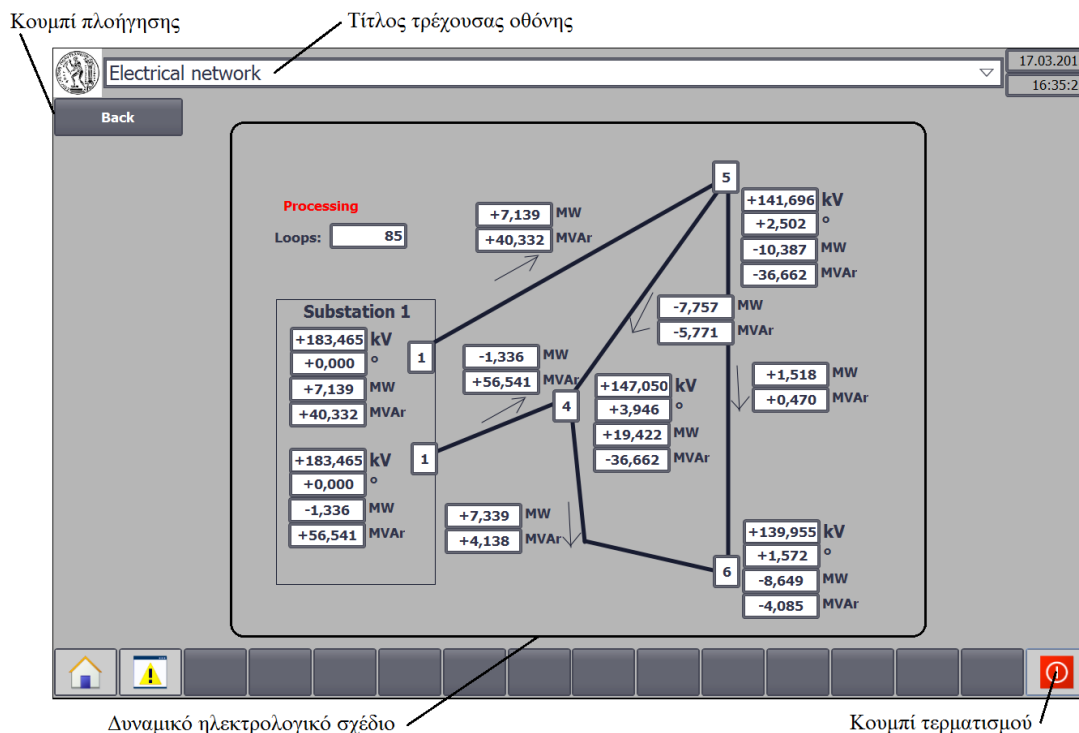 Κουμπί πλοήγησης
Τίτλος τρέχουσας οθόνης
Electrical network
17.03.201
16:35:2
Back
5
Processing
Loops: 85
+7,139 MW
+40,332 MVAr
+141,696 kV
+2,502 °
-10,387 MW
-36,662 MVAr
Substation 1
+183,465 kV
+0,000 °
+7,139 MW
+40,332 MVAr
1
-7,757 MW
-5,771 MVAr
-1,336 MW
+56,541 MVAr
4
+147,050 kV
+3,946 °
+19,422 MW
-36,662 MVAr
+1,518 MW
+0,470 MVAr
+183,465 kV
+0,000 °
-1,336 MW
+56,541 MVAr
1
+7,339 MW
+4,138 MVAr
6
+139,955 kV
+1,572 °
-8,649 MW
-4,085 MVAr
Δυναμικό ηλεκτρολογικό σχέδιο
Κουμπί τερματισμού